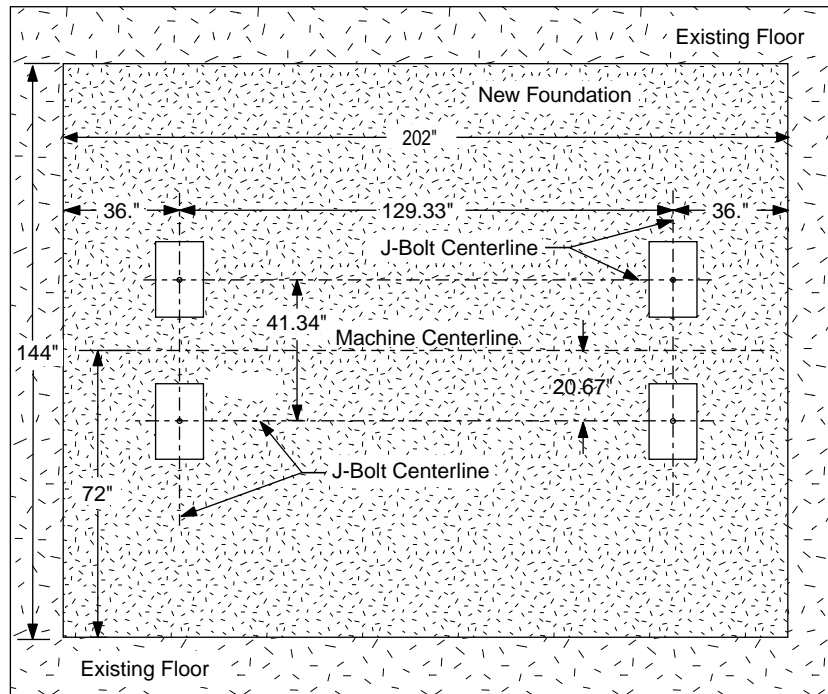 Existing Floor
New Foundation
202"
36."
129.33"
36."
J-Bolt Centerline
41.34"
Machine Centerline
144"
20.67"
J-Bolt Centerline
72"
Existing Floor